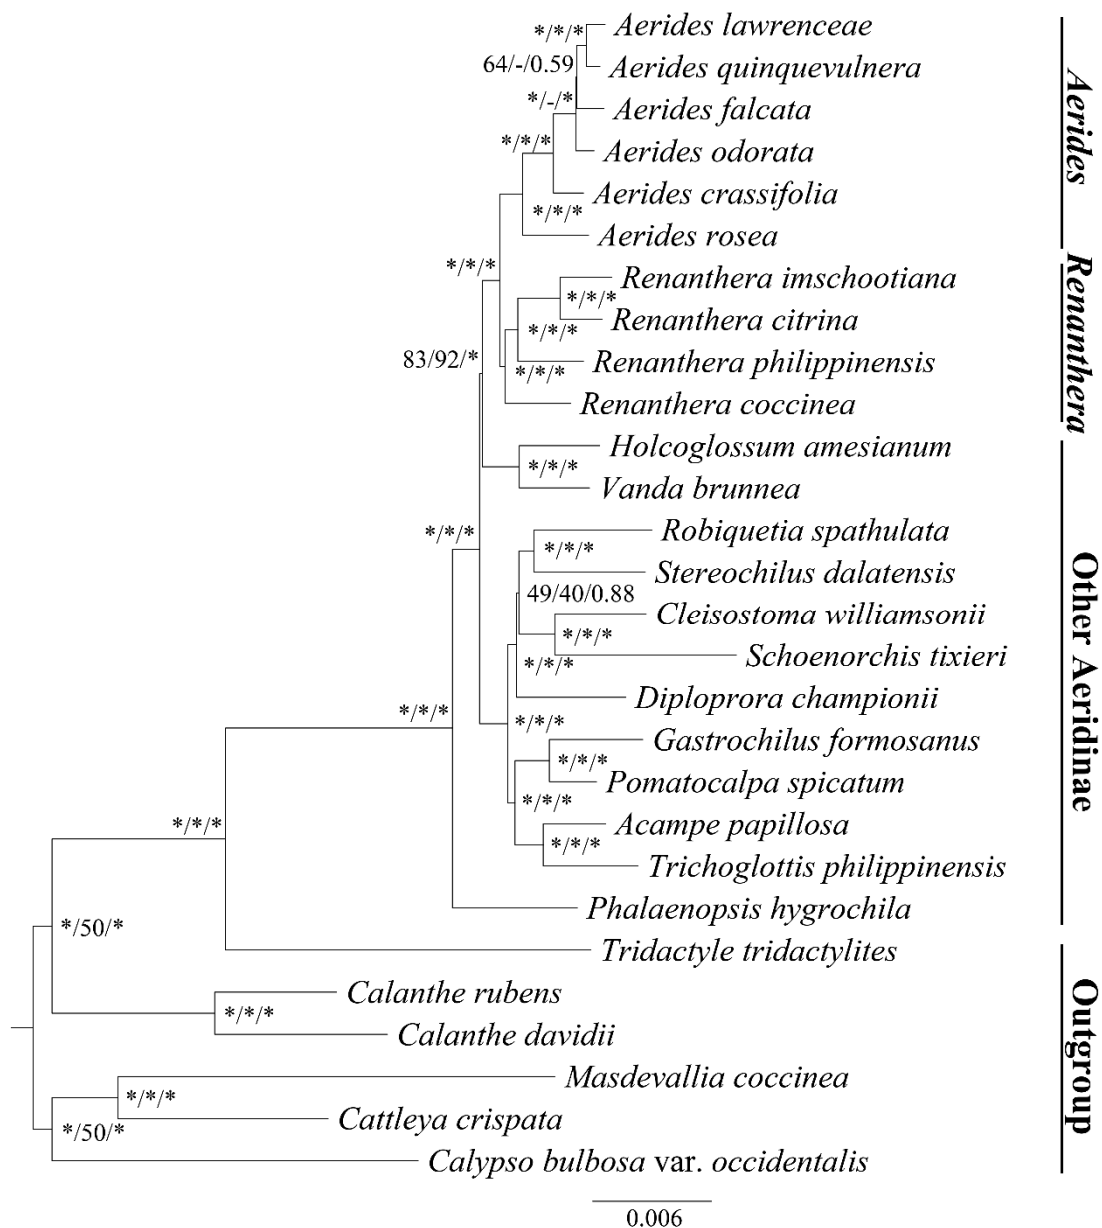 */*/*
Aerides lawrenceae
64/-/0.59
Aerides quinquevulnera
*/-/*
Aerides falcata
*/*/*
Aerides odorata
Aerides crassifolia
*/*/*
Aerides rosea
Aerides
*/*/*
Renanthera imschootiana
*/*/*
Renanthera citrina
*/*/*
83/92/*
Renanthera philippinensis
*/*/*
Renanthera coccinea
Renanthera
Holcoglossum amesianum
*/*/*
Vanda brunnea
*/*/*
Robiquetia spathulata
*/*/*
Stereochilus dalatensis
49/40/0.88
Cleisostoma williamsonii
*/*/*
Schoenorchis tixieri
*/*/*
Diploprora championii
*/*/*
*/*/*
Gastrochilus formosanus
*/*/*
Pomatocalpa spicatum
*/*/*
Acampe papillosa
*/*/*
Trichoglottis philippinensis
Phalaenopsis hygrochila
Other Aeridinae
*/*/*
*/50/*
Tridactyle tridactylites
Calanthe rubens
*/*/*
Calanthe davidii
Masdevallia coccinea
*/*/*
Cattleya crispata
*/50/*
Calypso bulbosa var. occidentalis
Outgroup
0.006